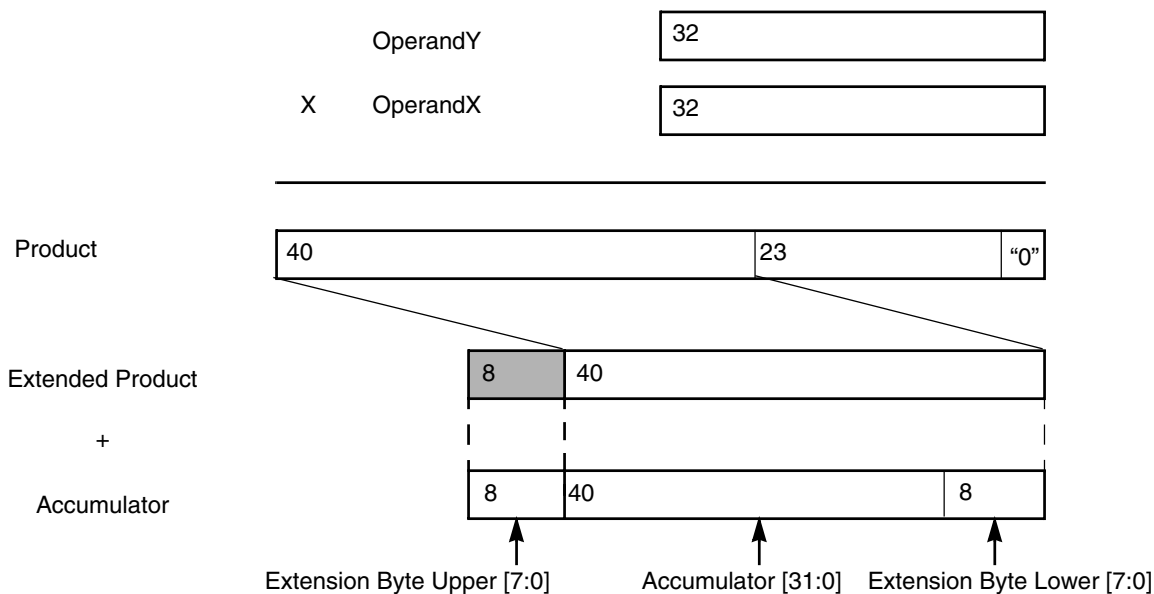 OperandY 32
X OperandX 32
Product 40 23 “0”
Extended Product 8 40
+
Accumulator 8 40 8
Extension Byte Upper [7:0] Accumulator [31:0] Extension Byte Lower [7:0]